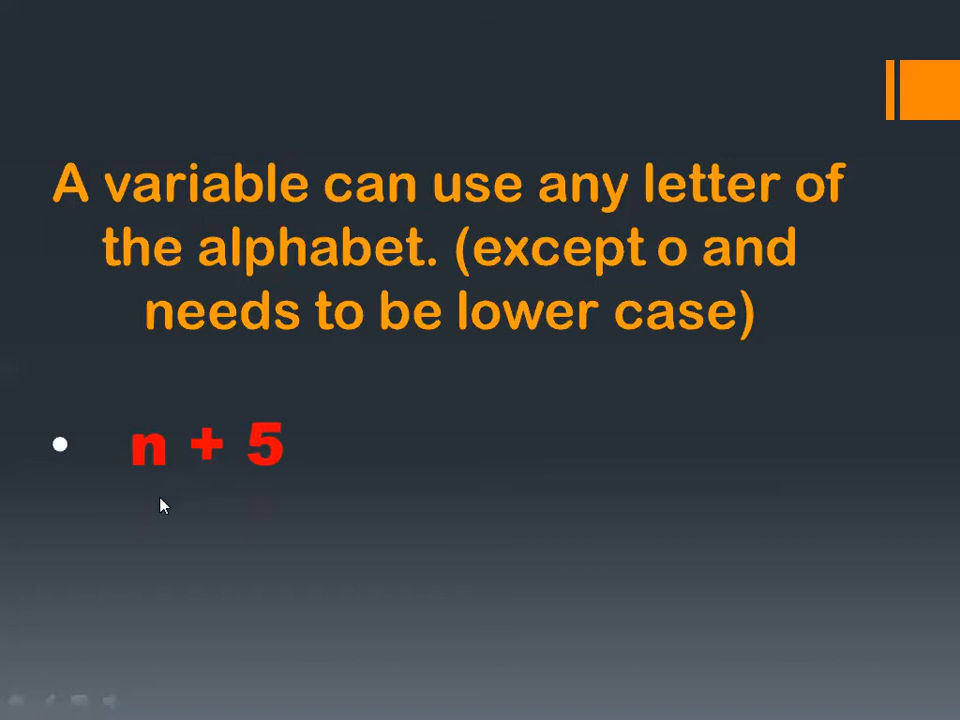 A variable can use any letter of
the alphabet. (except o and
needs to be lower case)
• n + 5